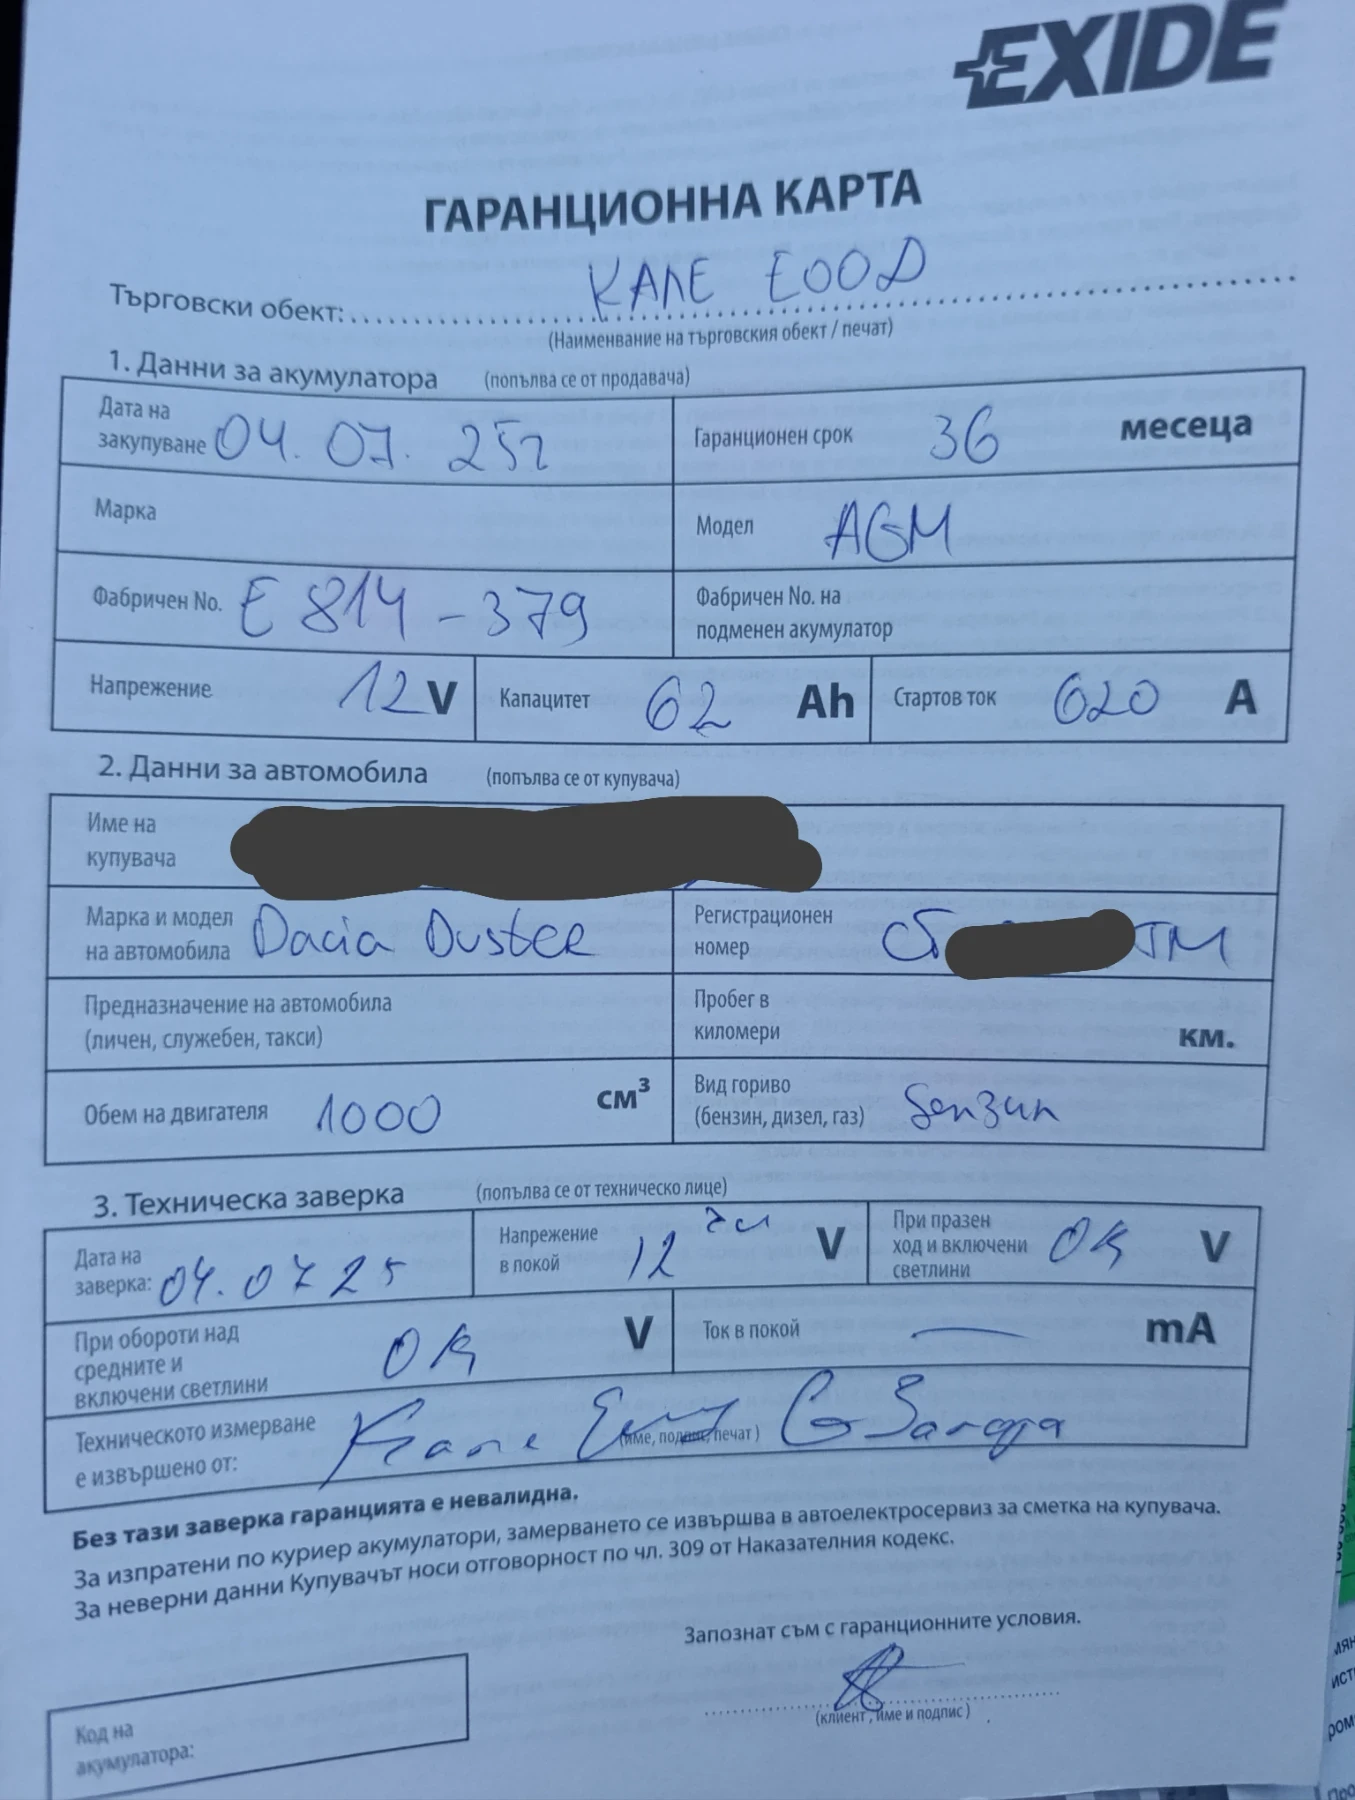 EXIDE
ГАРАНЦИОННА КАРТА
Търговски обект: КАЛЕ ЕООД
(Наименвание на търговския обект / печат)
1. Данни за акумулатора (попълва се от продавача)
Дата на закупуване 04.07.25г
Гаранционен срок 36 месеца
Марка
Модел AGM
Фабричен No. E814-379
Фабричен No. на подменен акумулатор
Напрежение 12 V
Капацитет 62 Ah
Стартов ток 620 A
2. Данни за автомобила (попълва се от купувача)
Име на купувача
Марка и модел на автомобила Dacia Duster
Регистрационен номер СТ ТМ
Предназначение на автомобила (личен, служебен, такси)
Пробег в киломери км.
Обем на двигателя 1000 см³
Вид гориво (бензин, дизел, газ) бензин
3. Техническа заверка (попълва се от техническо лице)
Дата на заверка: 04.07 25
Напрежение в покой 12 V
При празен ход и включени светлини OK V
При обороти над средните и включени светлини OK V
Ток в покой — mA
Техническото измерване е извършено от:
(име, подпис, печат)
Без тази заверка гаранцията е невалидна.
За изпратени по куриер акумулатори, замерването се извършва в автоелектросервиз за сметка на купувача.
За неверни данни Купувачът носи отговорност по чл. 309 от Наказателния кодекс.
Запознат съм с гаранционните условия.
(клиент, име и подпис)
Код на акумулатора: